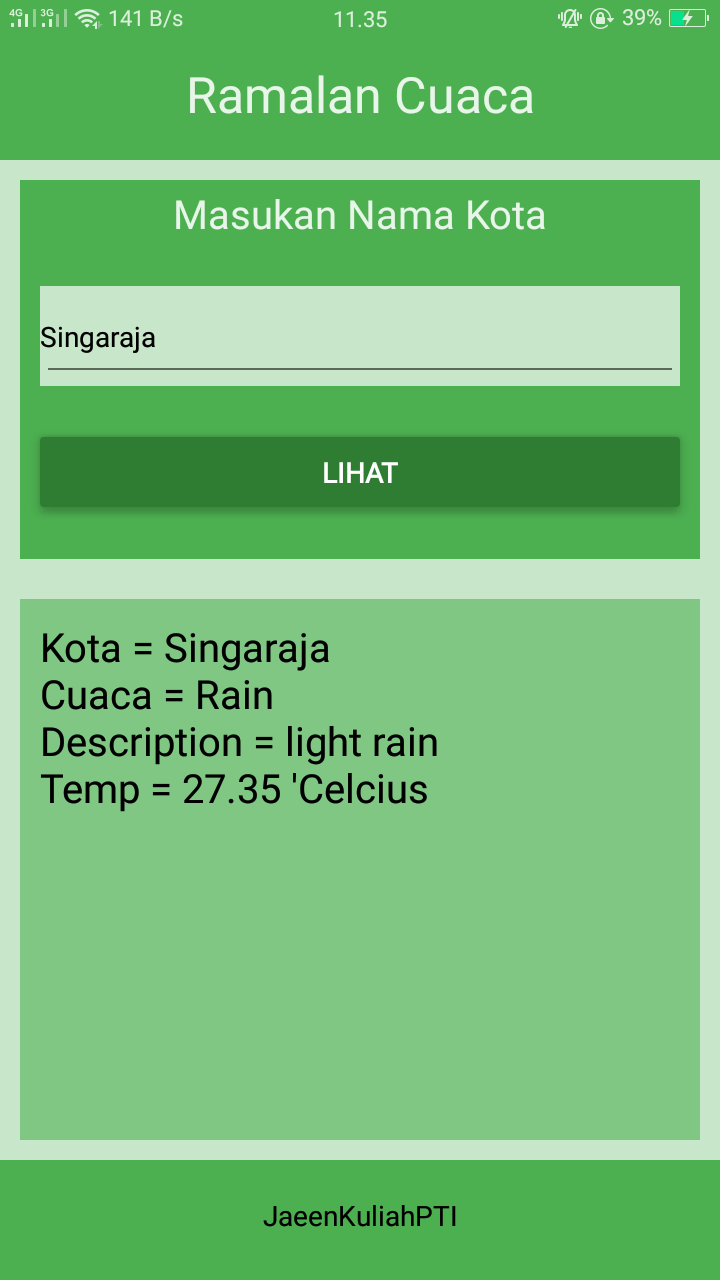 4G 3G 141 B/s 11.35 39%
Ramalan Cuaca
Masukan Nama Kota
Singaraja
LIHAT
Kota = Singaraja
Cuaca = Rain
Description = light rain
Temp = 27.35 'Celcius
JaeenKuliahPTI